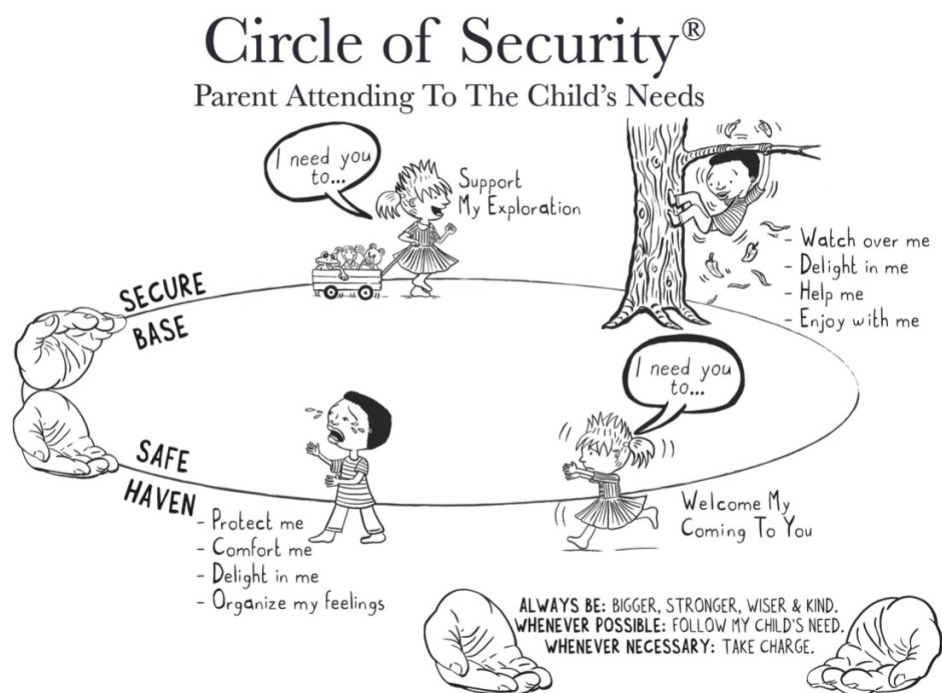 Circle of Security®
Parent Attending To The Child's Needs
I need you
to...
Support
My Exploration
- Watch over me
- Delight in me
- Help me
- Enjoy with me
SECURE
BASE
I need you
to...
SAFE
HAVEN
- Protect me
- Comfort me
- Delight in me
- Organize my feelings
Welcome My
Coming To You
ALWAYS BE: BIGGER, STRONGER, WISER & KIND.
WHENEVER POSSIBLE: FOLLOW MY CHILD'S NEED.
WHENEVER NECESSARY: TAKE CHARGE.